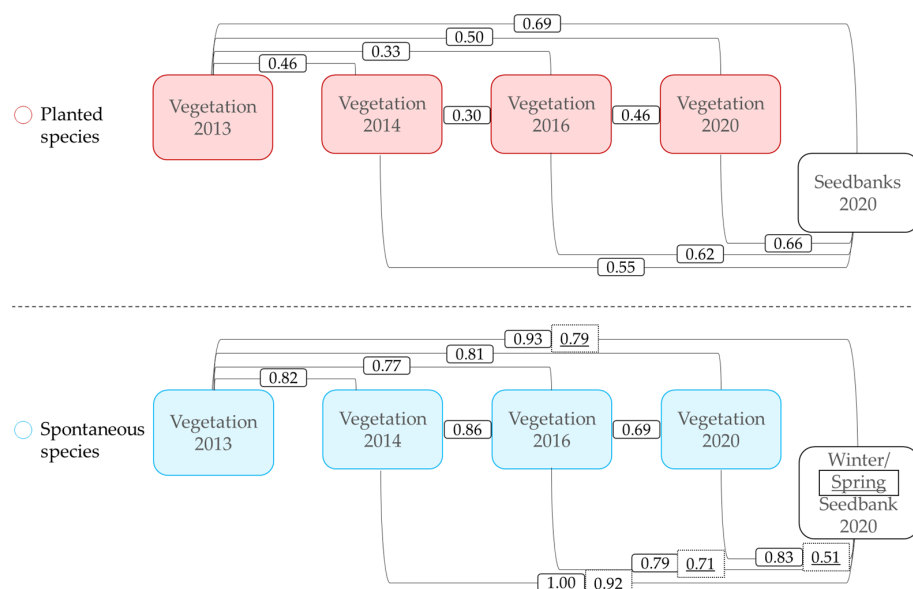 0.69
0.50
0.33
0.46
Planted
species
Vegetation
2013
Vegetation
2014
0.30
Vegetation
2016
0.46
Vegetation
2020
Seedbanks
2020
0.66
0.62
0.55
0.93 0.79
0.81
0.77
0.82
Spontaneous
species
Vegetation
2013
Vegetation
2014
0.86
Vegetation
2016
0.69
Vegetation
2020
Winter/
Spring
Seedbank
2020
0.83 0.51
0.79 0.71
1.00 0.92